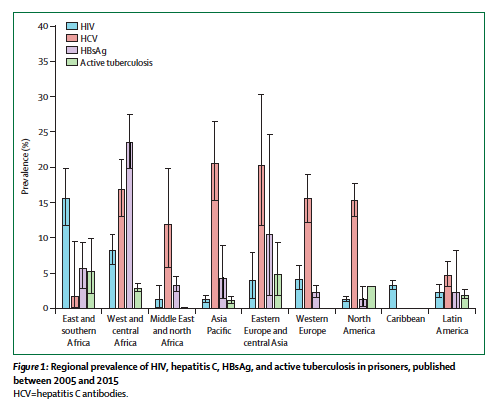 40
35
30
25
20
15
10
5
0
Prevalence (%)
HIV
HCV
HBsAg
Active tuberculosis
East and
southern
Africa
West and
central
Africa
Middle East
and north
Africa
Asia
Pacific
Eastern
Europe and
central Asia
Western
Europe
North
America
Caribbean
Latin
America
Figure 1: Regional prevalence of HIV, hepatitis C, HBsAg, and active tuberculosis in prisoners, published
between 2005 and 2015
HCV=hepatitis C antibodies.